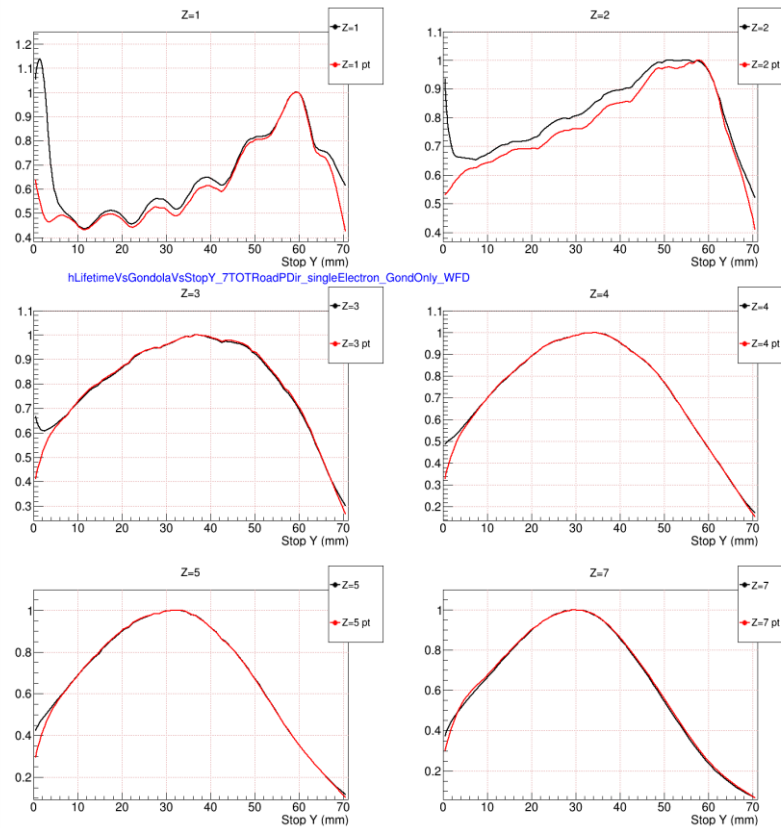 Z=1
Z=1
Z=1 pt
1.2
1.1
1
0.9
0.8
0.7
0.6
0.5
0.4
0 10 20 30 40 50 60 70
Stop Y (mm)
Z=2
Z=2
Z=2 pt
1.1
1
0.9
0.8
0.7
0.6
0.5
0.4
0 10 20 30 40 50 60 70
Stop Y (mm)
hLifetimeVsGondolaVsStopY_7TOTRoadPDir_singleElectron_GondOnly_WFD
Z=3
Z=3
Z=3 pt
1.1
1
0.9
0.8
0.7
0.6
0.5
0.4
0.3
0 10 20 30 40 50 60 70
Stop Y (mm)
Z=4
Z=4
Z=4 pt
1.1
1
0.9
0.8
0.7
0.6
0.5
0.4
0.3
0.2
0 10 20 30 40 50 60 70
Stop Y (mm)
Z=5
Z=5
Z=5 pt
1
0.8
0.6
0.4
0.2
0 10 20 30 40 50 60 70
Stop Y (mm)
Z=7
Z=7
Z=7 pt
1
0.8
0.6
0.4
0.2
0 10 20 30 40 50 60 70
Stop Y (mm)